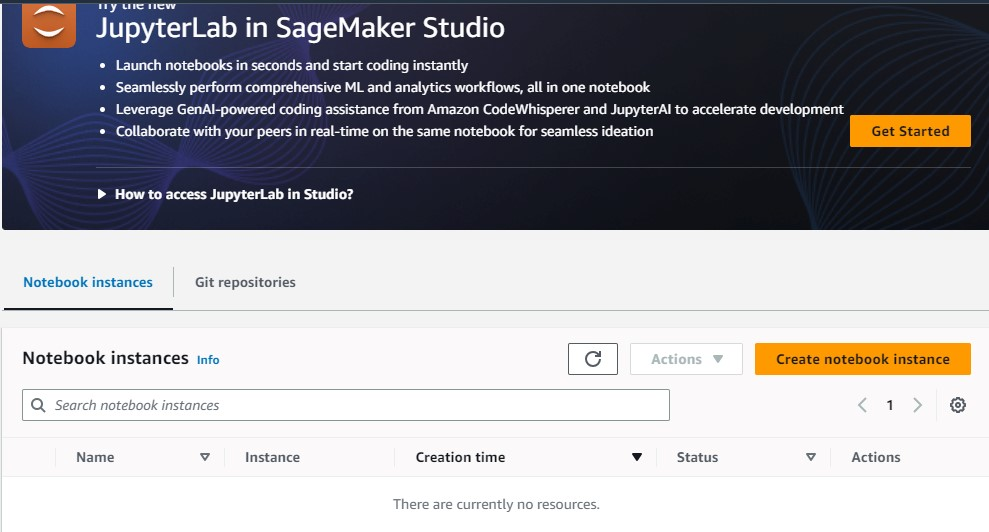 Try the new
JupyterLab in SageMaker Studio
Launch notebooks in seconds and start coding instantly
Seamlessly perform comprehensive ML and analytics workflows, all in one notebook
Leverage GenAI-powered coding assistance from Amazon CodeWhisperer and JupyterAI to accelerate development
Collaborate with your peers in real-time on the same notebook for seamless ideation
Get Started
How to access JupyterLab in Studio?
Notebook instances
Git repositories
Notebook instances Info
Actions
Create notebook instance
Search notebook instances
1
Name Instance Creation time Status Actions
There are currently no resources.